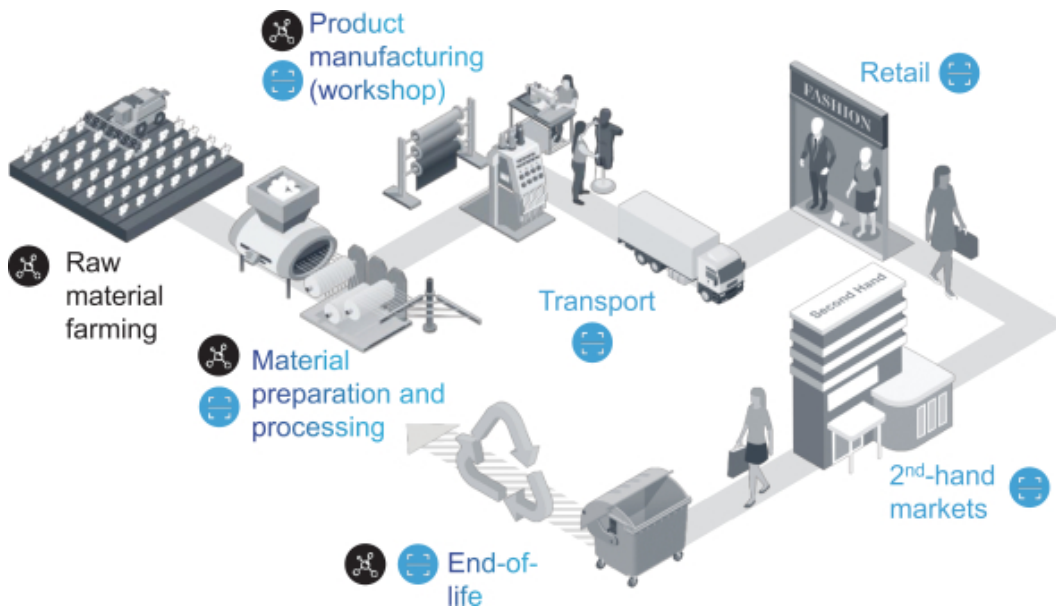 Product
manufacturing
(workshop)
Retail
FASHION
Raw
material
farming
Transport
Second Hand
Material
preparation and
processing
2nd-hand
markets
End-of-
life